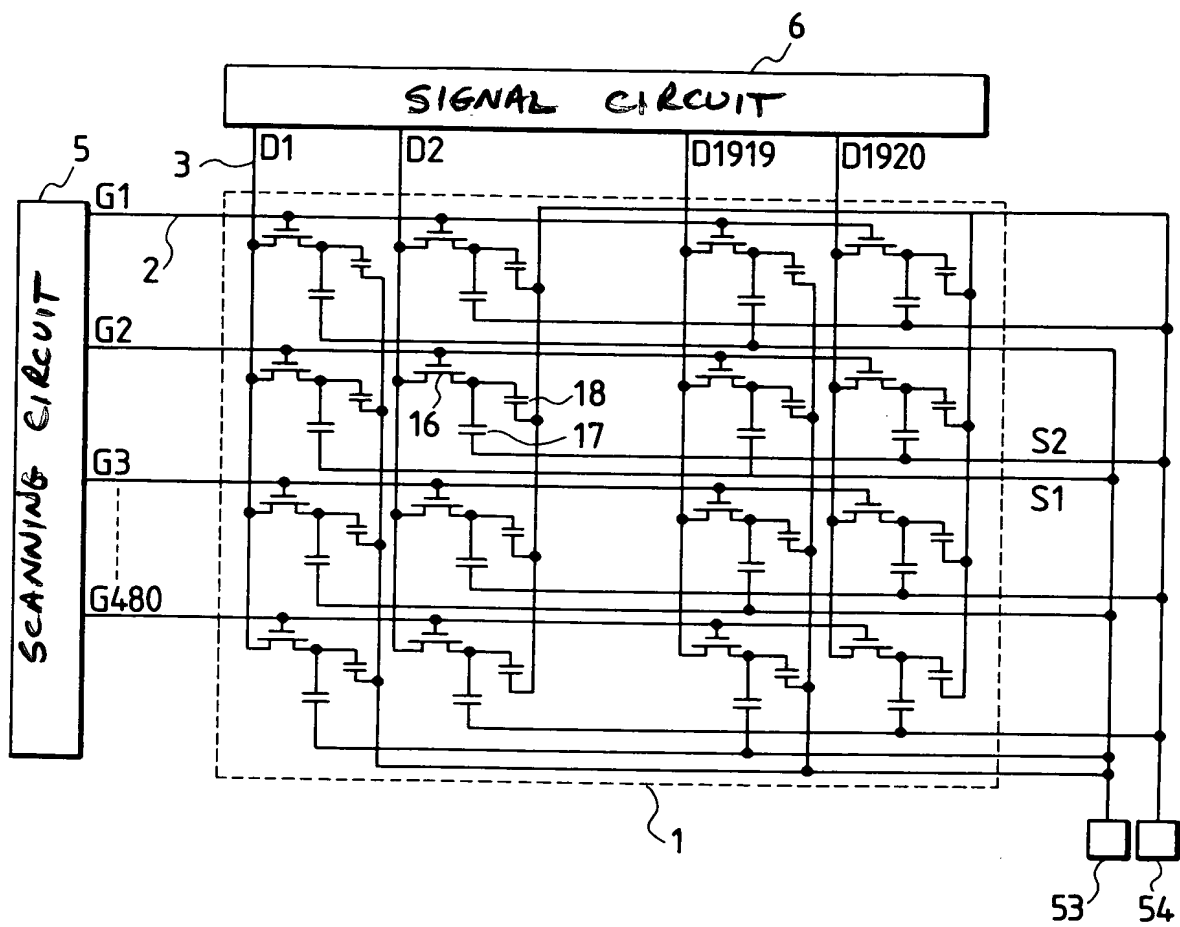 6
SIGNAL CIRCUIT
5
3
D1
D2
D1919
D1920
G1
2
SCANNING CIRCUIT
G2
16
18
17
S2
G3
S1
G480
1
53
54